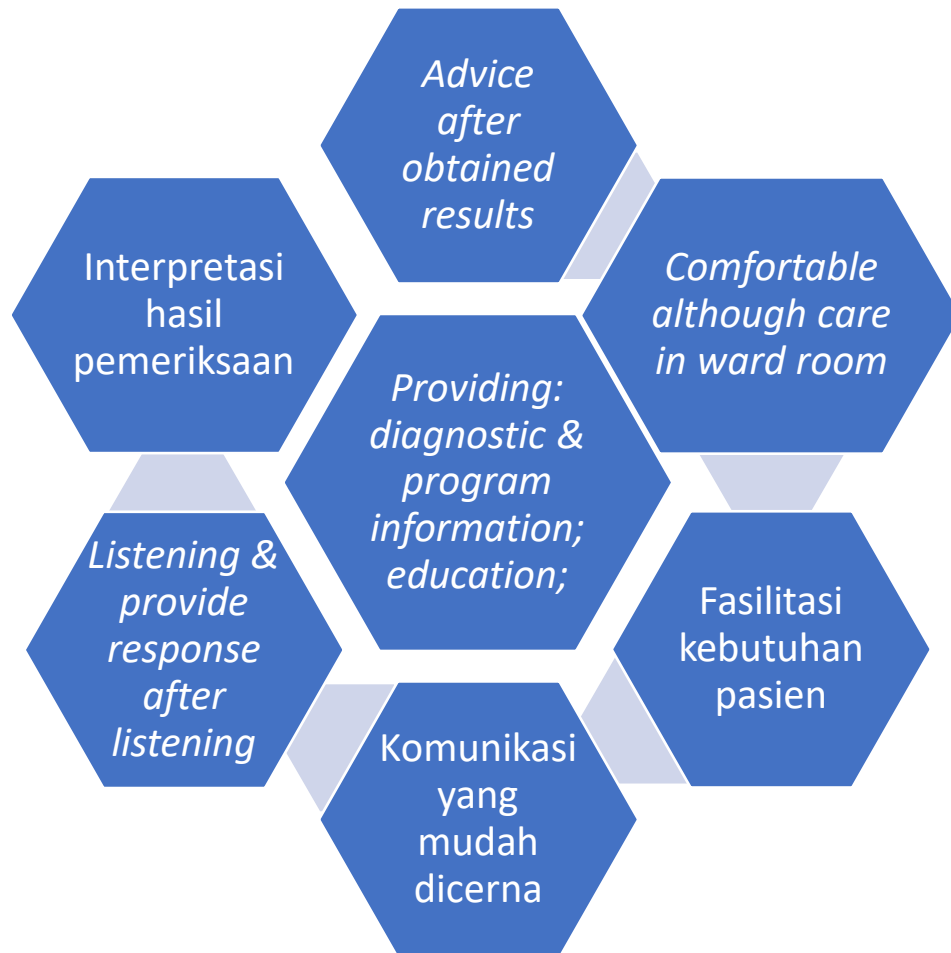 Advice
after
obtained
results
Comfortable
although care
in ward room
Fasilitasi
kebutuhan
pasien
Komunikasi
yang
mudah
dicerna
Listening &
provide
response
after
listening
Interpretasi
hasil
pemeriksaan
Providing:
diagnostic &
program
information;
education;